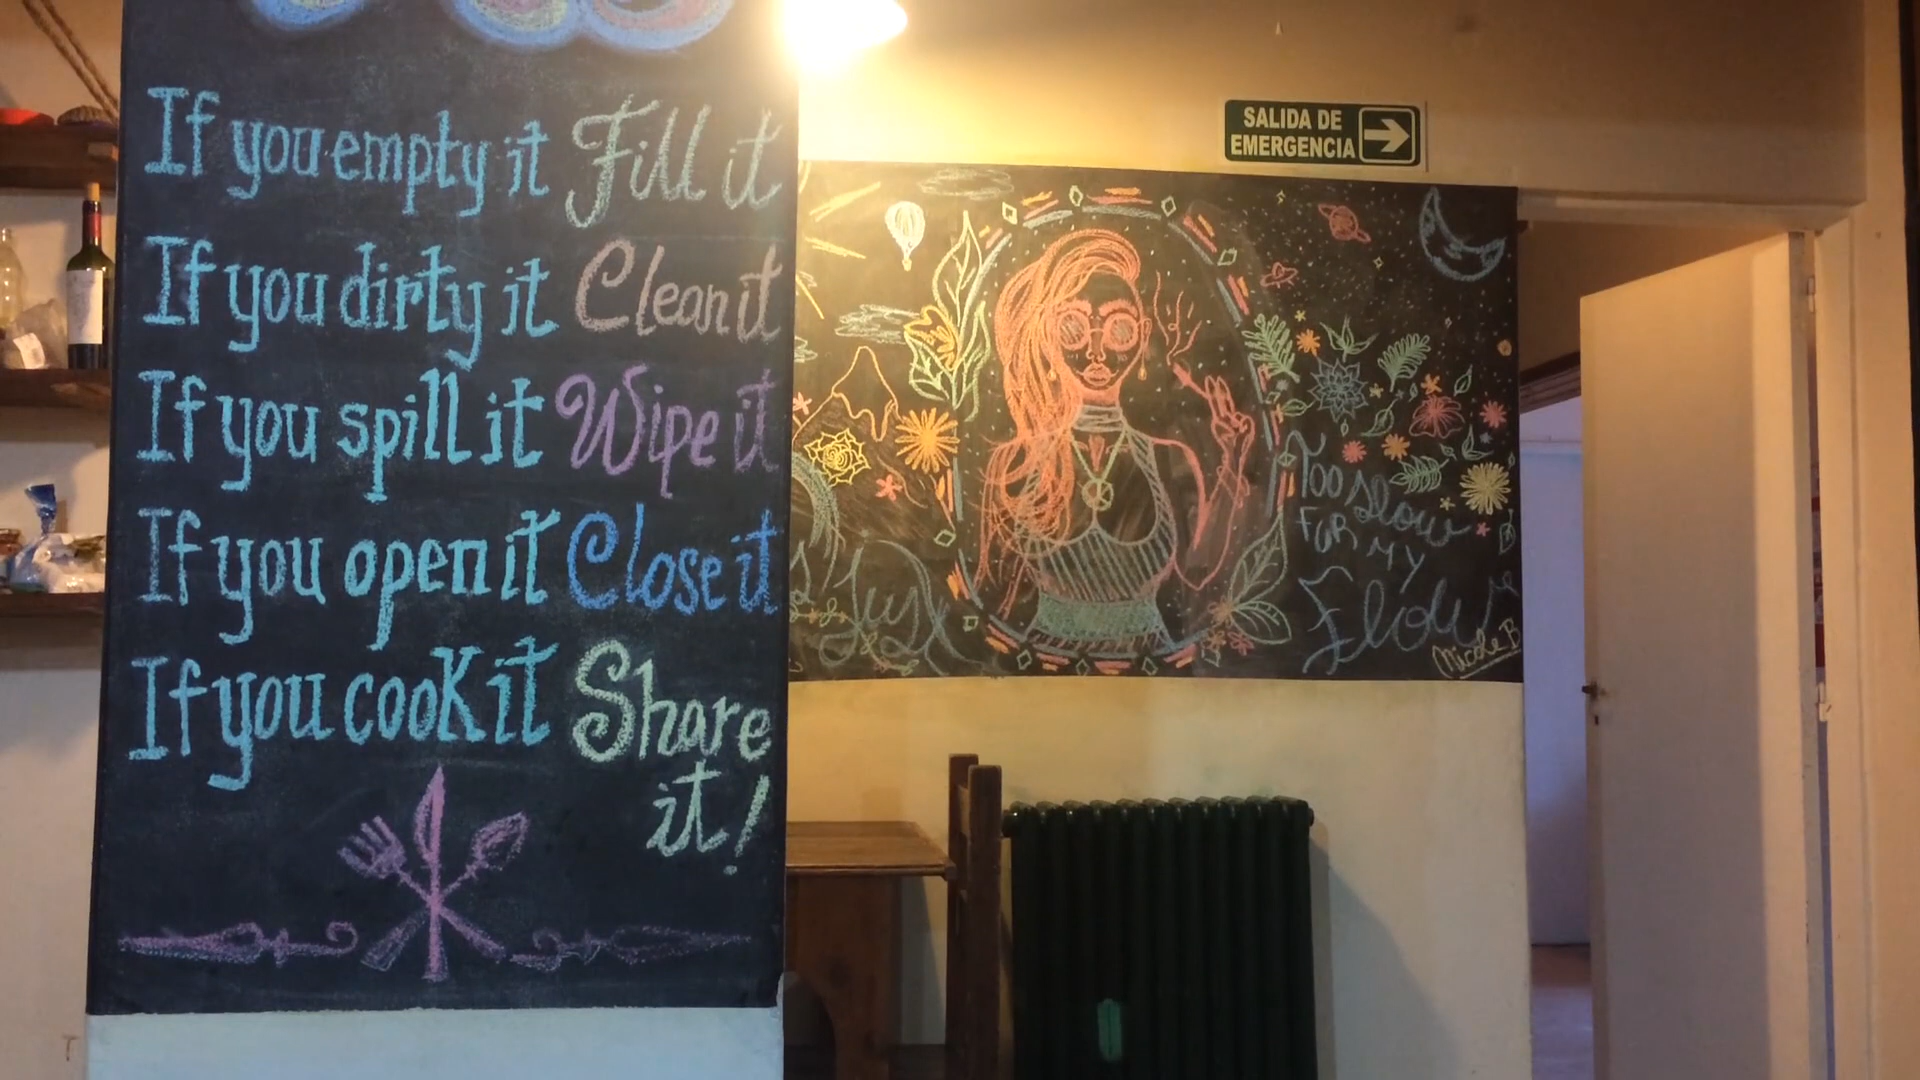 If you empty it Fill it
If you dirty it Clean it
If you spill it Wipe it
If you open it Close it
If you cook it Share
it!
SALIDA DE
EMERGENCIA
Just
Too slow
FOR MY
Flow
Nicole B